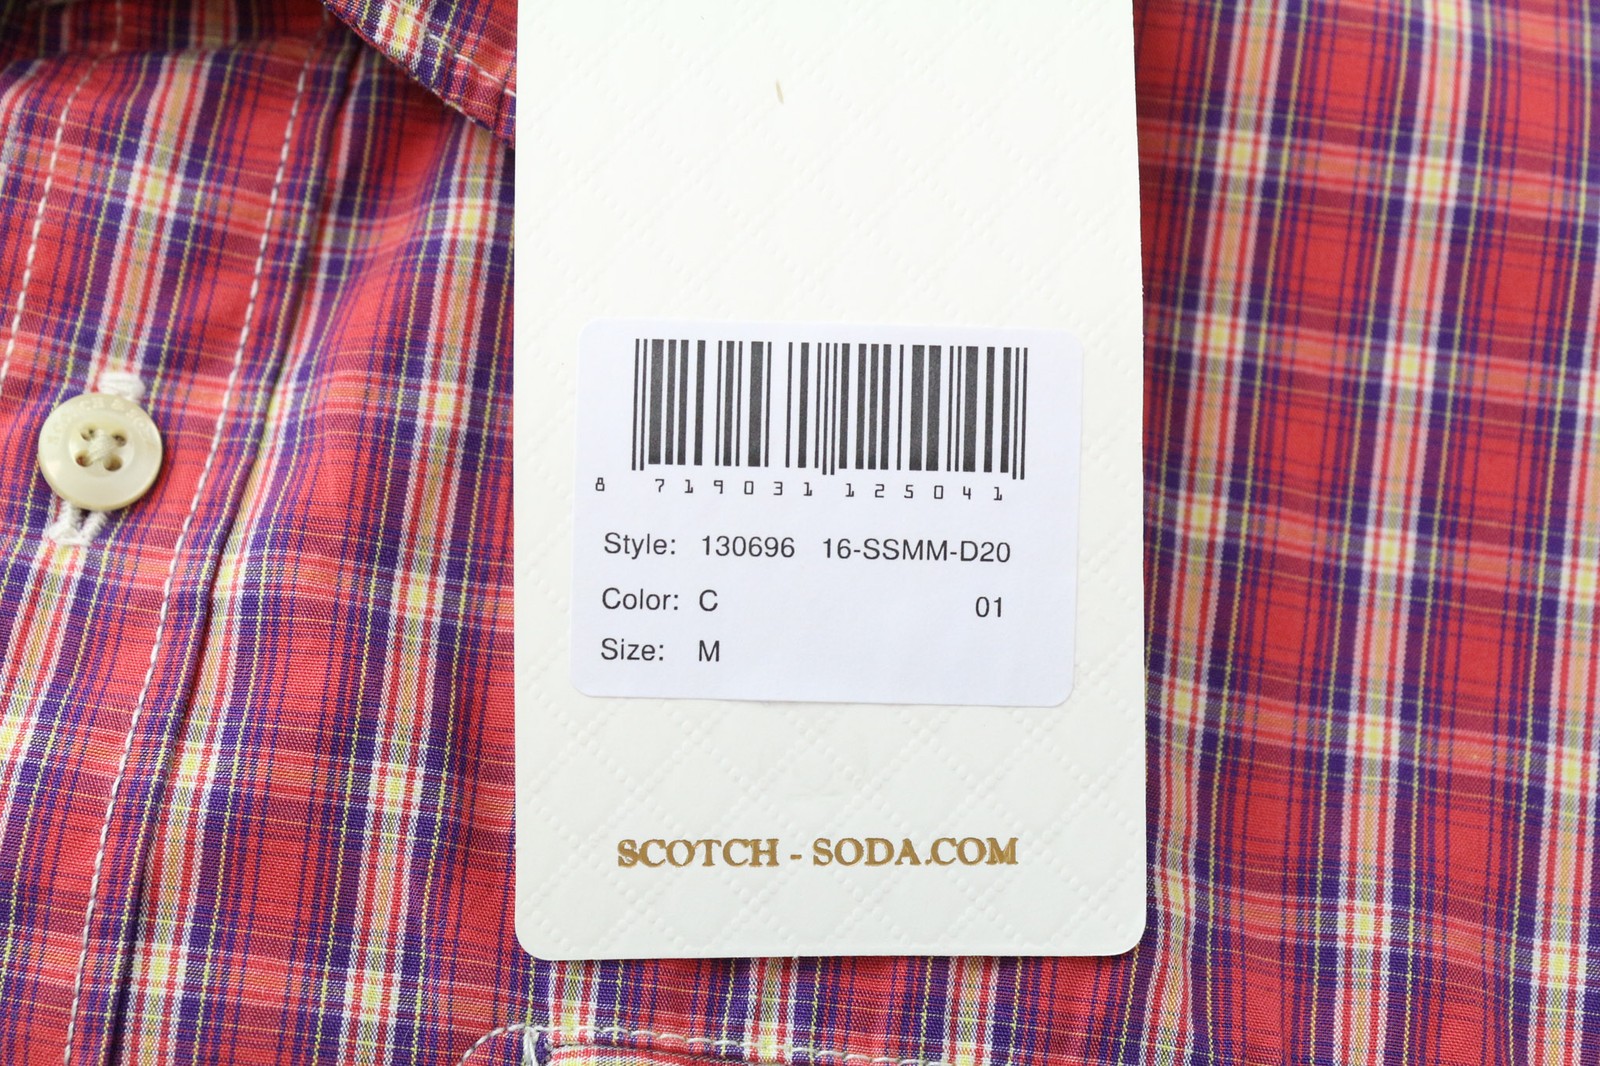 8 719031 125041
Style: 130696 16-SSMM-D20
Color: C 01
Size: M
SCOTCH - SODA.COM